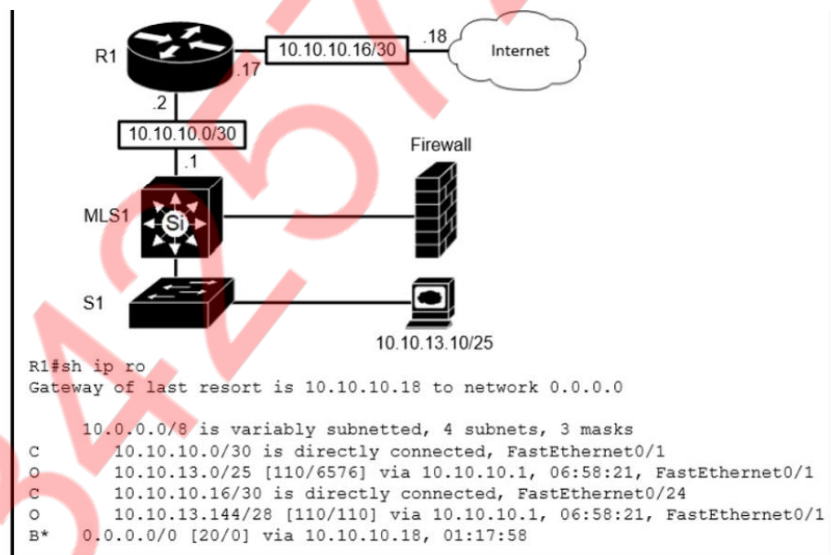 10.10.10.16/30
.18
Internet
R1
.17
.2
10.10.10.0/30
.1
Firewall
MLS1
Si
S1
10.10.13.10/25
R1#sh ip ro
Gateway of last resort is 10.10.10.18 to network 0.0.0.0
10.0.0.0/8 is variably subnetted, 4 subnets, 3 masks
C 10.10.10.0/30 is directly connected, FastEthernet0/1
O 10.10.13.0/25 [110/6576] via 10.10.10.1, 06:58:21, FastEthernet0/1
C 10.10.10.16/30 is directly connected, FastEthernet0/24
O 10.10.13.144/28 [110/110] via 10.10.10.1, 06:58:21, FastEthernet0/1
B* 0.0.0.0/0 [20/0] via 10.10.10.18, 01:17:58